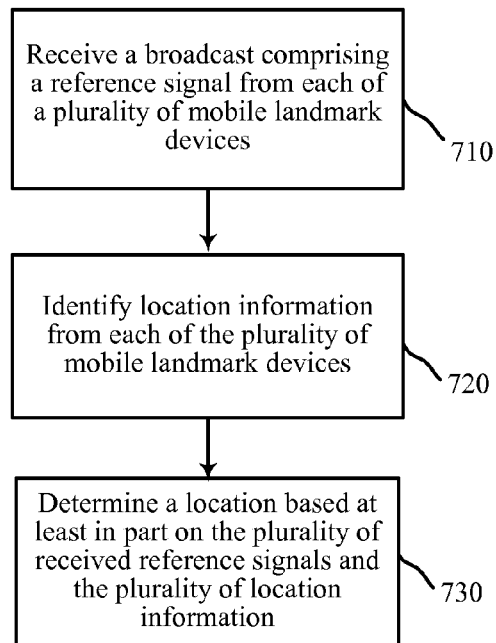 Receive a broadcast comprising
a reference signal from each of
a plurality of mobile landmark
devices
710
Identify location information
from each of the plurality of
mobile landmark devices
720
Determine a location based at
least in part on the plurality of
received reference signals and
the plurality of location
information
730